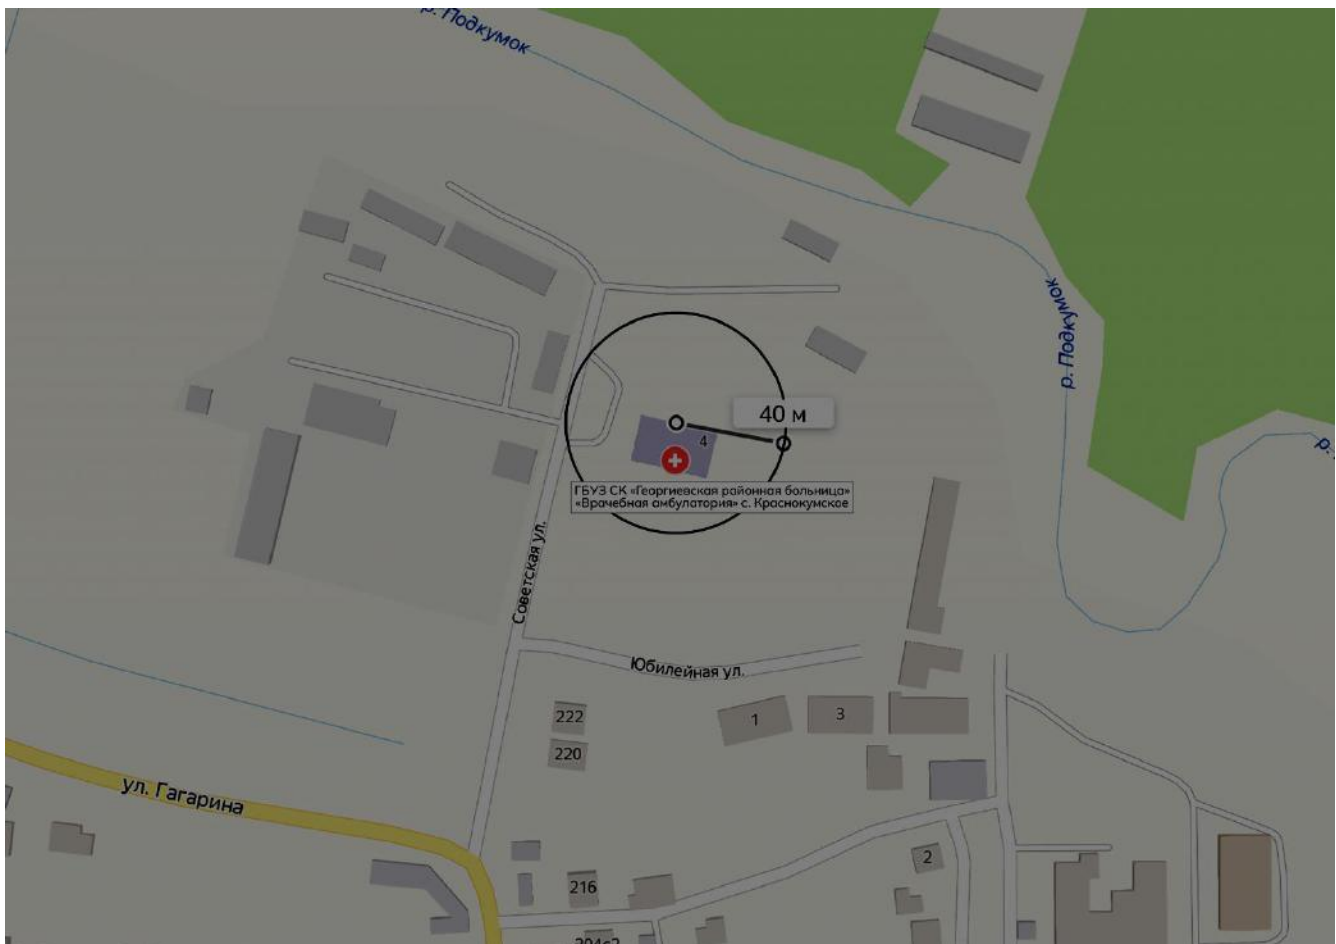 р. Подкумок
р. Подкумок
40 м
4
ГБУЗ СК «Георгиевская районная больница»
«Врачебная амбулатория» с. Краснокумское
Советская ул.
Юбилейная ул.
222
1
3
220
ул. Гагарина
2
216